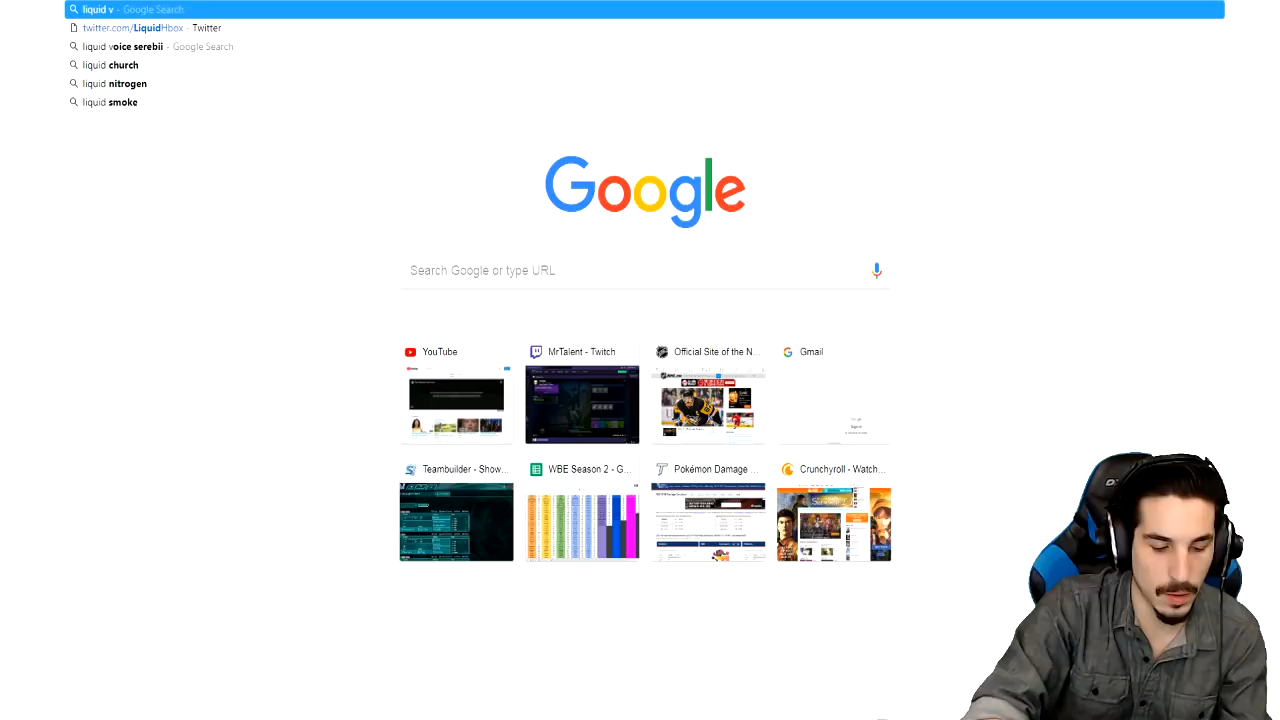 liquid v - Google Search
twitter.com/LiquidHbox - Twitter
liquid voice serebii - Google Search
liquid church
liquid nitrogen
liquid smoke
Google
Search Google or type URL
YouTube
MrTalent - Twitch
Official Site of the N...
Gmail
Teambuilder - Show...
WBE Season 2 - G...
Pokémon Damage ...
Crunchyroll - Watch...